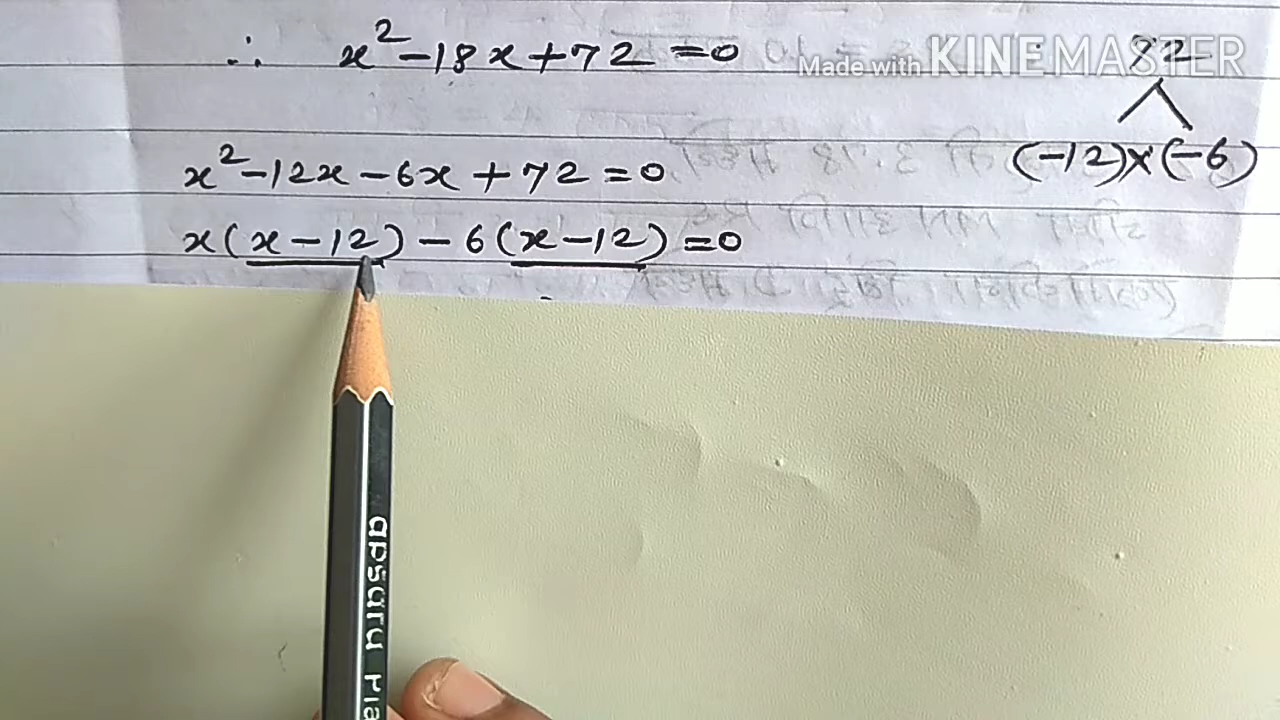 ∴ x² - 18x + 72 = 0
Made with KINEMASTER
72
(-12)×(-6)
x² - 12x - 6x + 72 = 0
x(x - 12) - 6(x - 12) = 0
apsara